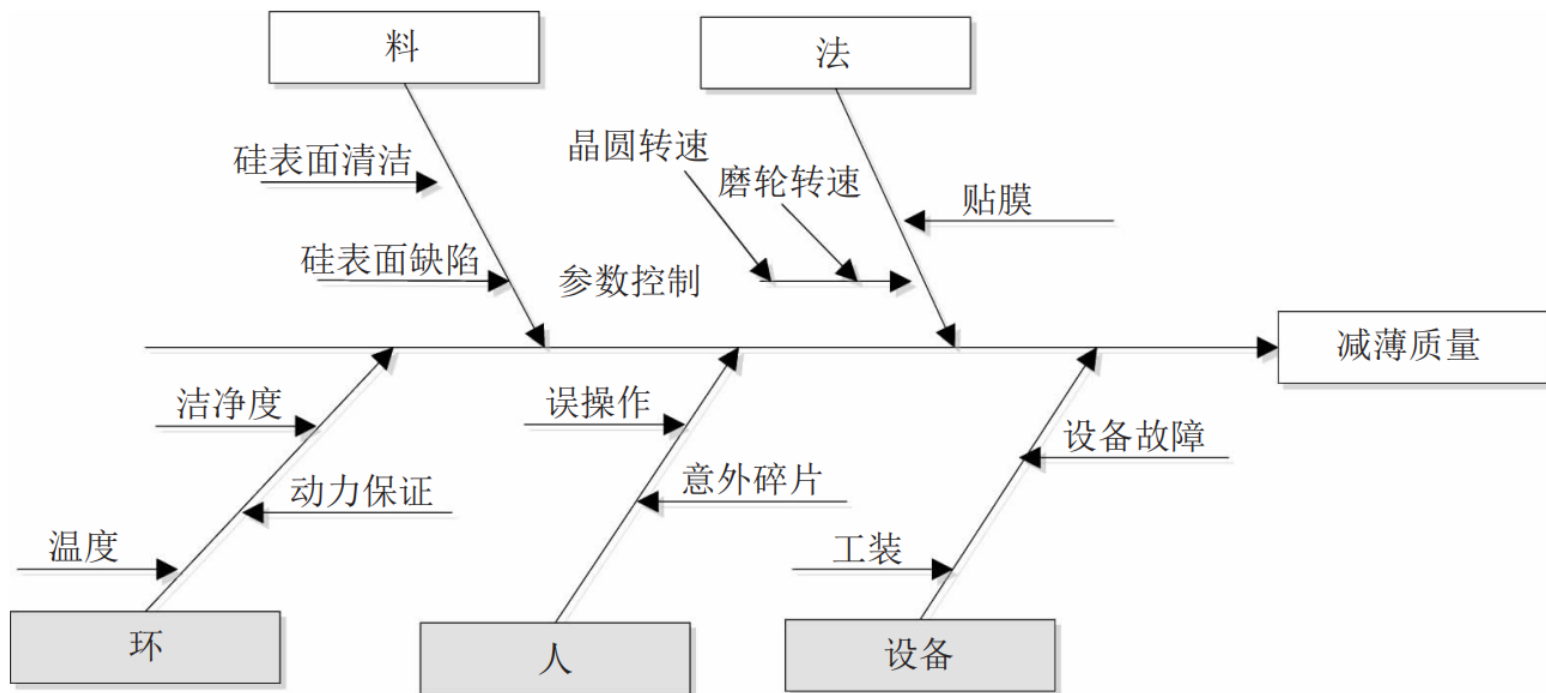 料
法
晶圆转速
硅表面清洁
磨轮转速
贴膜
硅表面缺陷
参数控制
减薄质量
洁净度
误操作
设备故障
动力保证
意外碎片
温度
工装
环
人
设备